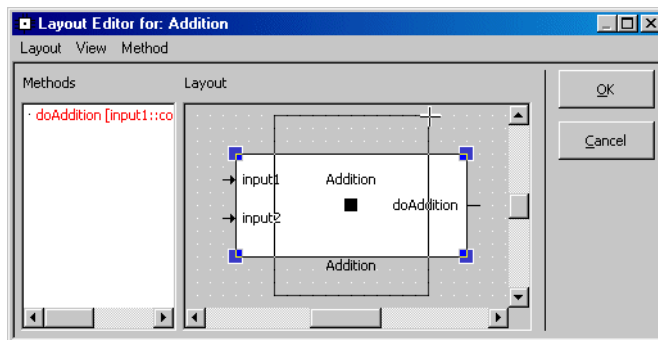 Layout Editor for: Addition
Layout View Method
Methods
Layout
· doAddition [input1::co
input1
Addition
input2
doAddition
Addition
OK
Cancel